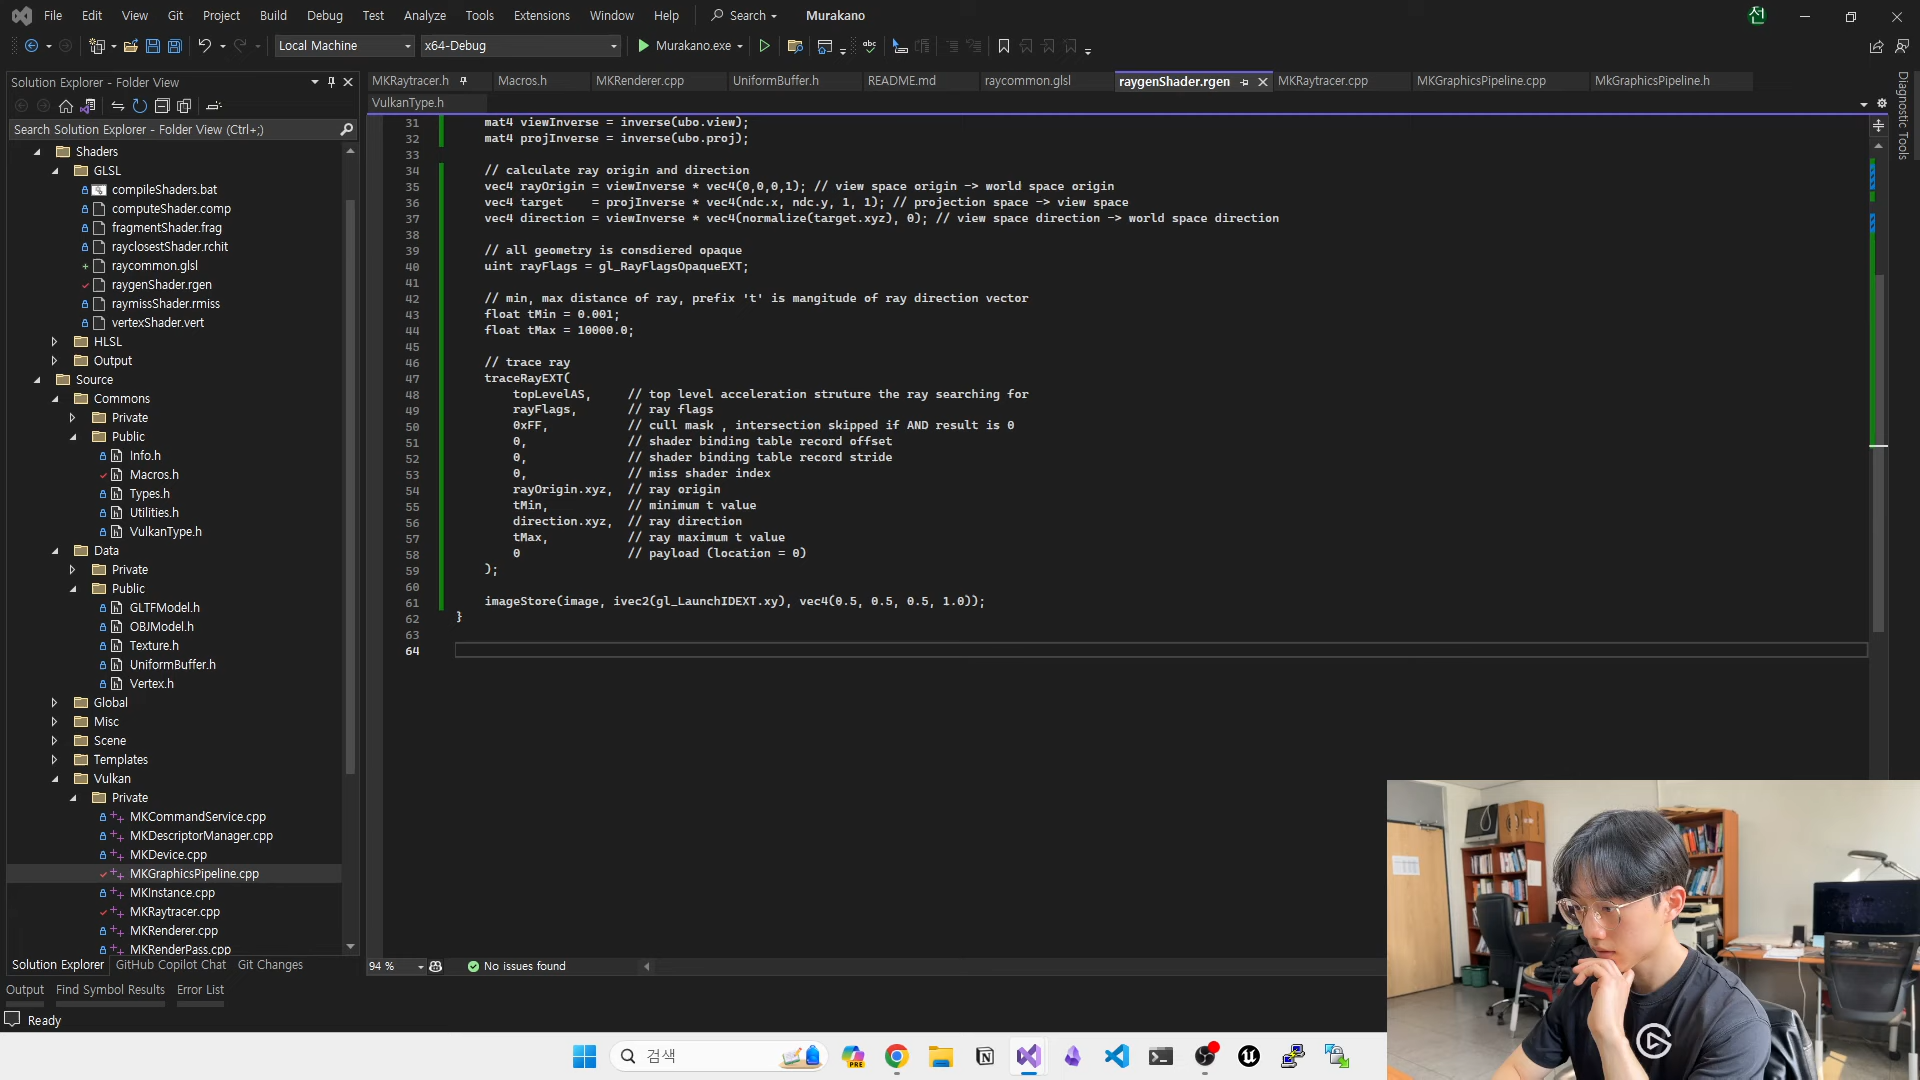 File Edit View Git Project Build Debug Test Analyze Tools Extensions Window Help Search Murakano 선
Local Machine x64-Debug Murakano.exe
Solution Explorer - Folder View
Search Solution Explorer - Folder View (Ctrl+;)
Shaders
GLSL
compileShaders.bat
computeShader.comp
fragmentShader.frag
rayclosestShader.rchit
raycommon.glsl
raygenShader.rgen
raymissShader.rmiss
vertexShader.vert
HLSL
Output
Source
Commons
Private
Public
Info.h
Macros.h
Types.h
Utilities.h
VulkanType.h
Data
Private
Public
GLTFModel.h
OBJModel.h
Texture.h
UniformBuffer.h
Vertex.h
Global
Misc
Scene
Templates
Vulkan
Private
MKCommandService.cpp
MKDescriptorManager.cpp
MKDevice.cpp
MKGraphicsPipeline.cpp
MKInstance.cpp
MKRaytracer.cpp
MKRenderer.cpp
MKRenderPass.cpp
Solution Explorer GitHub Copilot Chat Git Changes
MKRaytracer.h Macros.h MKRenderer.cpp UniformBuffer.h README.md raycommon.glsl raygenShader.rgen MKRaytracer.cpp MKGraphicsPipeline.cpp MkGraphicsPipeline.h
VulkanType.h
31 mat4 viewInverse = inverse(ubo.view);
32 mat4 projInverse = inverse(ubo.proj);
33
34 // calculate ray origin and direction
35 vec4 rayOrigin = viewInverse * vec4(0,0,0,1); // view space origin -> world space origin
36 vec4 target    = projInverse * vec4(ndc.x, ndc.y, 1, 1); // projection space -> view space
37 vec4 direction = viewInverse * vec4(normalize(target.xyz), 0); // view space direction -> world space direction
38
39 // all geometry is consdiered opaque
40 uint rayFlags = gl_RayFlagsOpaqueEXT;
41
42 // min, max distance of ray, prefix 't' is mangitude of ray direction vector
43 float tMin = 0.001;
44 float tMax = 10000.0;
45
46 // trace ray
47 traceRayEXT(
48 topLevelAS,     // top level acceleration struture the ray searching for
49 rayFlags,       // ray flags
50 0xFF,           // cull mask , intersection skipped if AND result is 0
51 0,              // shader binding table record offset
52 0,              // shader binding table record stride
53 0,              // miss shader index
54 rayOrigin.xyz,  // ray origin
55 tMin,           // minimum t value
56 direction.xyz,  // ray direction
57 tMax,           // ray maximum t value
58 0               // payload (location = 0)
59 );
60
61 imageStore(image, ivec2(gl_LaunchIDEXT.xy), vec4(0.5, 0.5, 0.5, 1.0));
62 }
63
64
Diagnostic Tools
94 % No issues found
Output Find Symbol Results Error List
Ready
검색
PRE